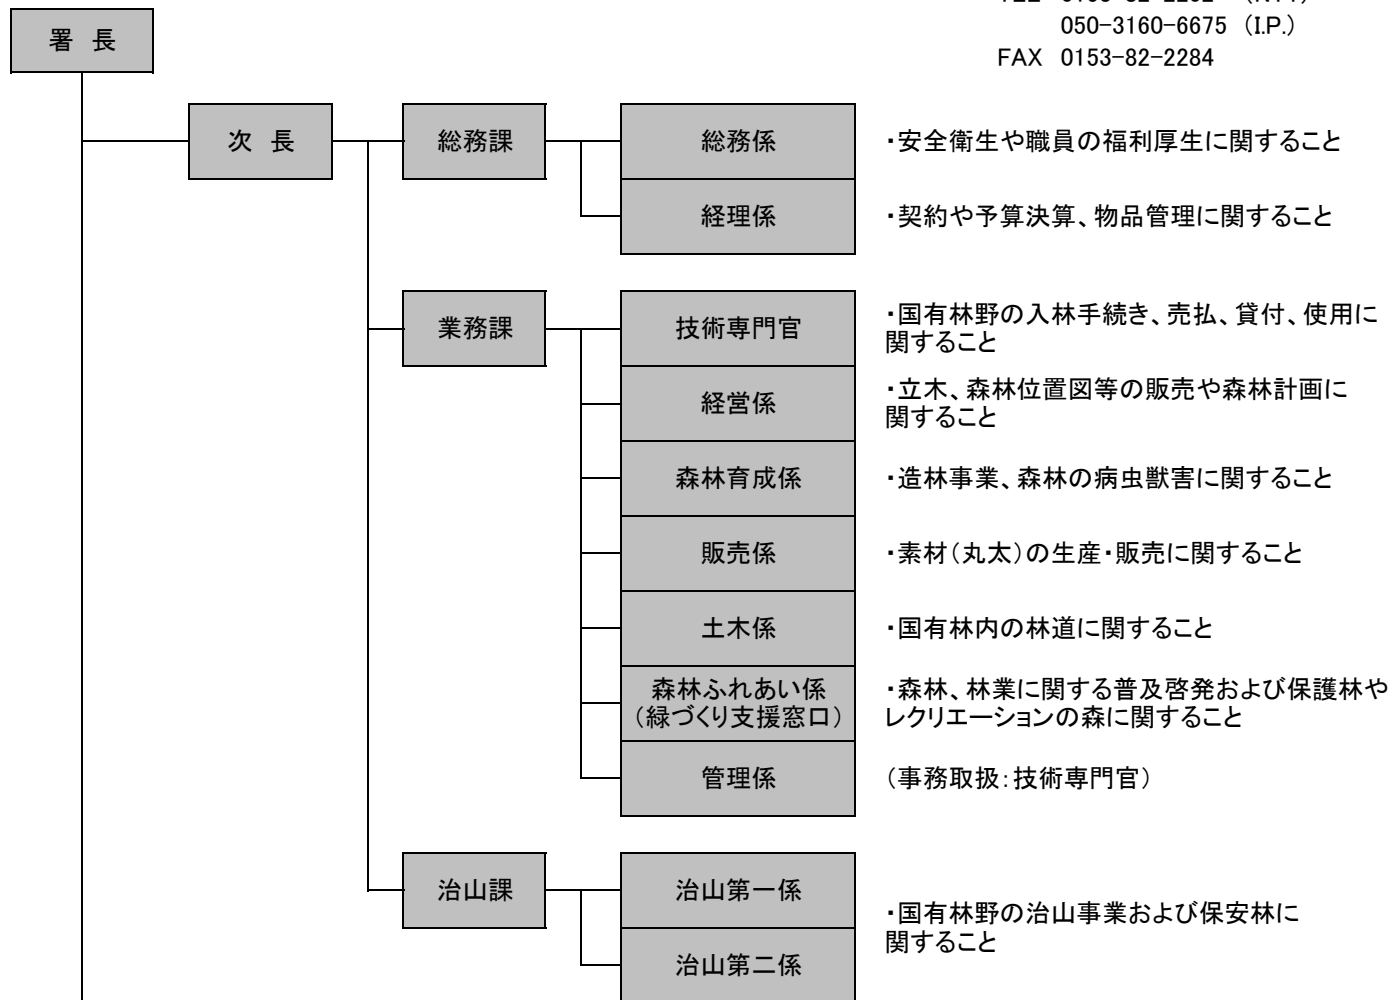 050-3160-6675 (I.P.)
FAX 0153-82-2284
署 長
次 長
総務課
総務係
・安全衛生や職員の福利厚生に関すること
経理係
・契約や予算決算、物品管理に関すること
業務課
技術専門官
・国有林野の入林手続き、売払、貸付、使用に
関すること
経営係
・立木、森林位置図等の販売や森林計画に
関すること
森林育成係
・造林事業、森林の病虫獣害に関すること
販売係
・素材(丸太)の生産・販売に関すること
土木係
・国有林内の林道に関すること
森林ふれあい係
(緑づくり支援窓口)
・森林、林業に関する普及啓発および保護林や
レクリエーションの森に関すること
管理係
(事務取扱:技術専門官)
治山課
治山第一係
治山第二係
・国有林野の治山事業および保安林に
関すること